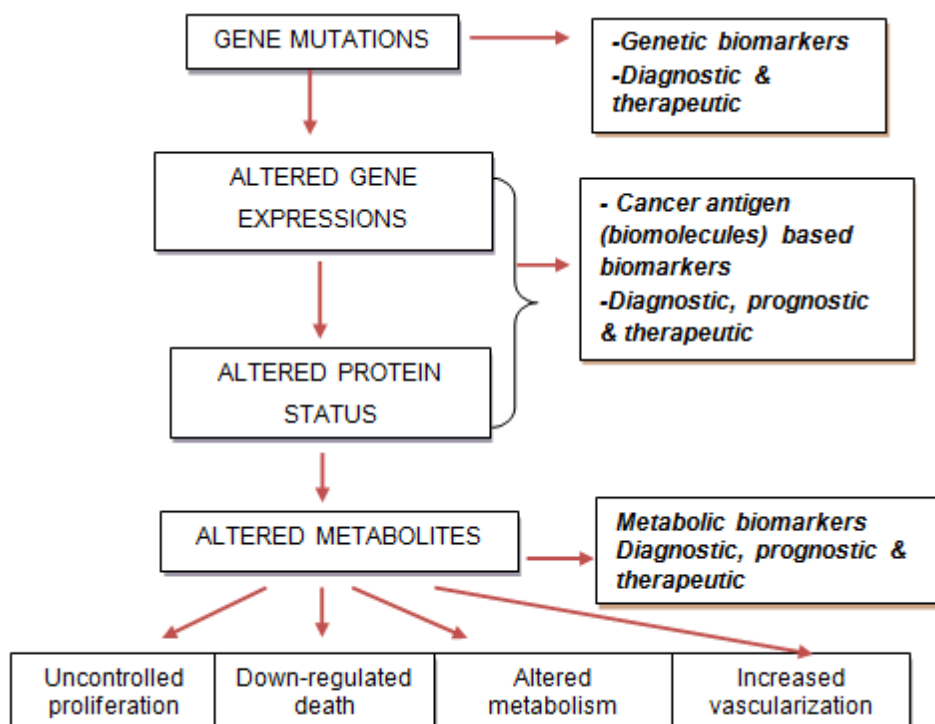 GENE MUTATIONS
-Genetic biomarkers
-Diagnostic &
therapeutic
ALTERED GENE
EXPRESSIONS
- Cancer antigen
(biomolecules) based
biomarkers
-Diagnostic, prognostic
& therapeutic
ALTERED PROTEIN
STATUS
ALTERED METABOLITES
Metabolic biomarkers
Diagnostic, prognostic &
therapeutic
Uncontrolled
proliferation
Down-regulated
death
Altered
metabolism
Increased
vascularization